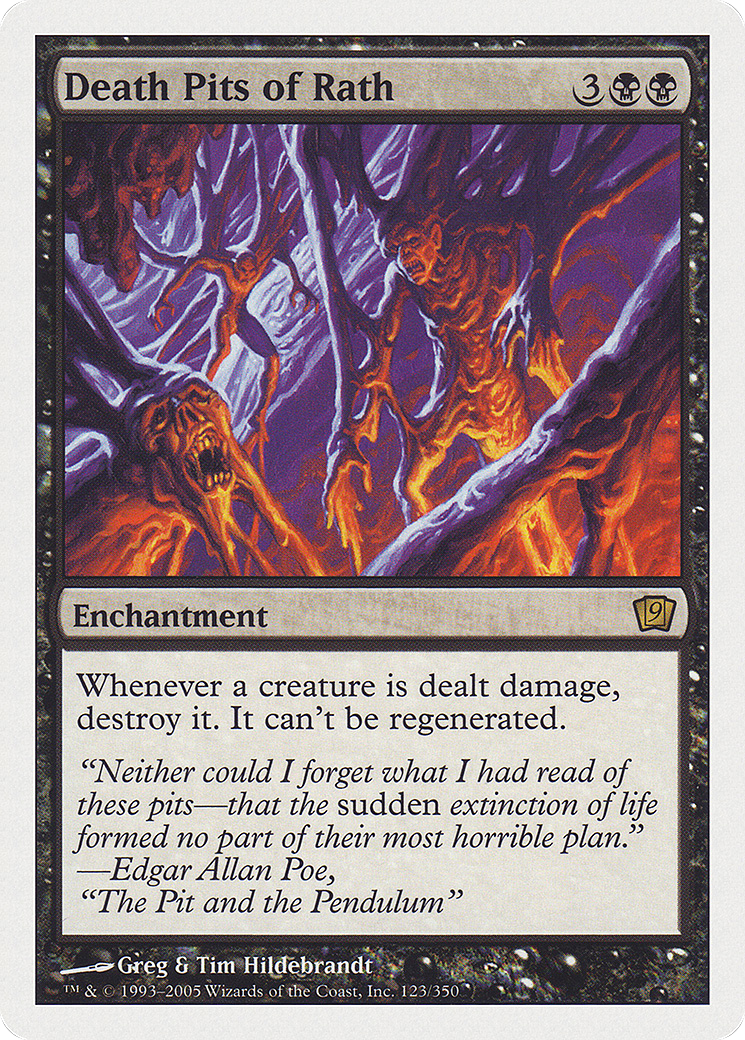 Death Pits of Rath 3
Enchantment 9
Whenever a creature is dealt damage,
destroy it. It can't be regenerated.
“Neither could I forget what I had read of
these pits—that the sudden extinction of life
formed no part of their most horrible plan.”
—Edgar Allan Poe,
“The Pit and the Pendulum”
Greg & Tim Hildebrandt
™ & © 1993–2005 Wizards of the Coast, Inc. 123/350